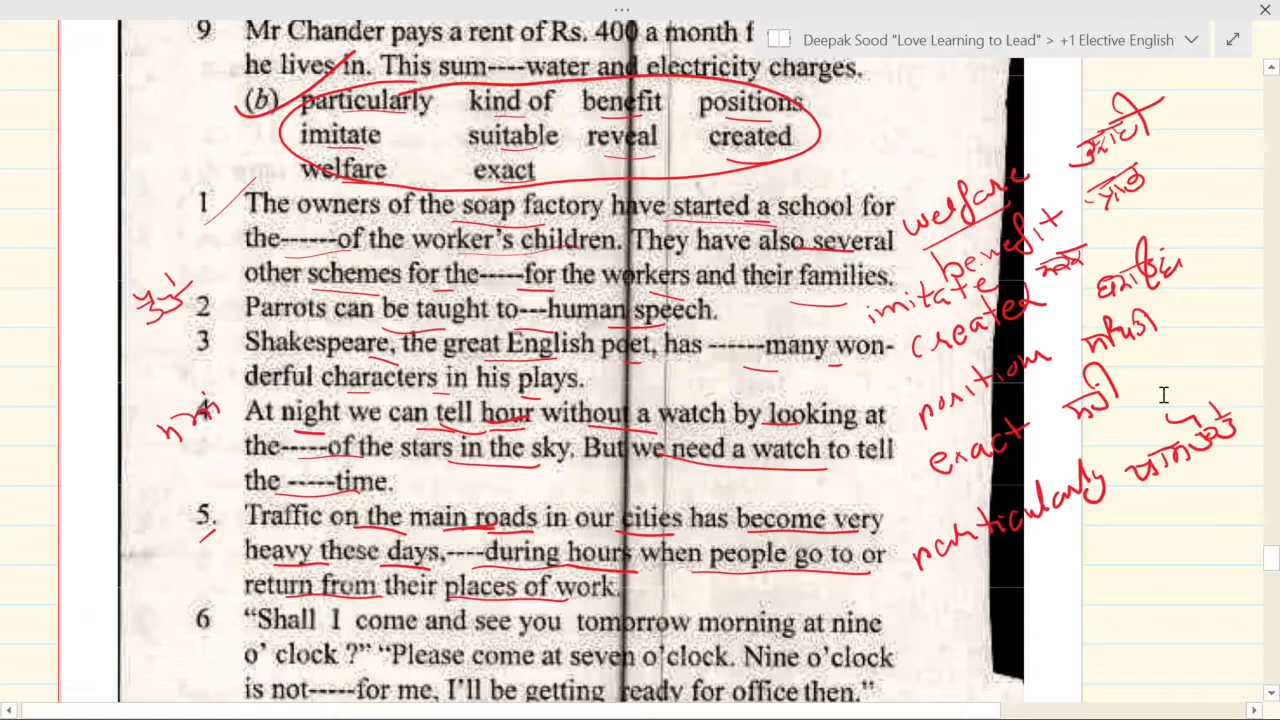 Deepak Sood "Love Learning to Lead" > +1 Elective English
9 Mr Chander pays a rent of Rs. 400 a month f
he lives in. This sum----water and electricity charges.
(b) particularly kind of benefit positions
imitate suitable reveal created
welfare exact
1 The owners of the soap factory have started a school for
the------of the worker's children. They have also several
other schemes for the-----for the workers and their families.
2 Parrots can be taught to---human speech.
3 Shakespeare, the great English poet, has ------many won-
derful characters in his plays.
4 At night we can tell hour without a watch by looking at
the-----of the stars in the sky. But we need a watch to tell
the -----time.
5. Traffic on the main roads in our cities has become very
heavy these days,----during hours when people go to or
return from their places of work.
6 "Shall I come and see you tomorrow morning at nine
o' clock ?" "Please come at seven o'clock. Nine o'clock
is not-----for me, I'll be getting ready for office then."
welfare
benefit
imitate
created
position
exact
particularly